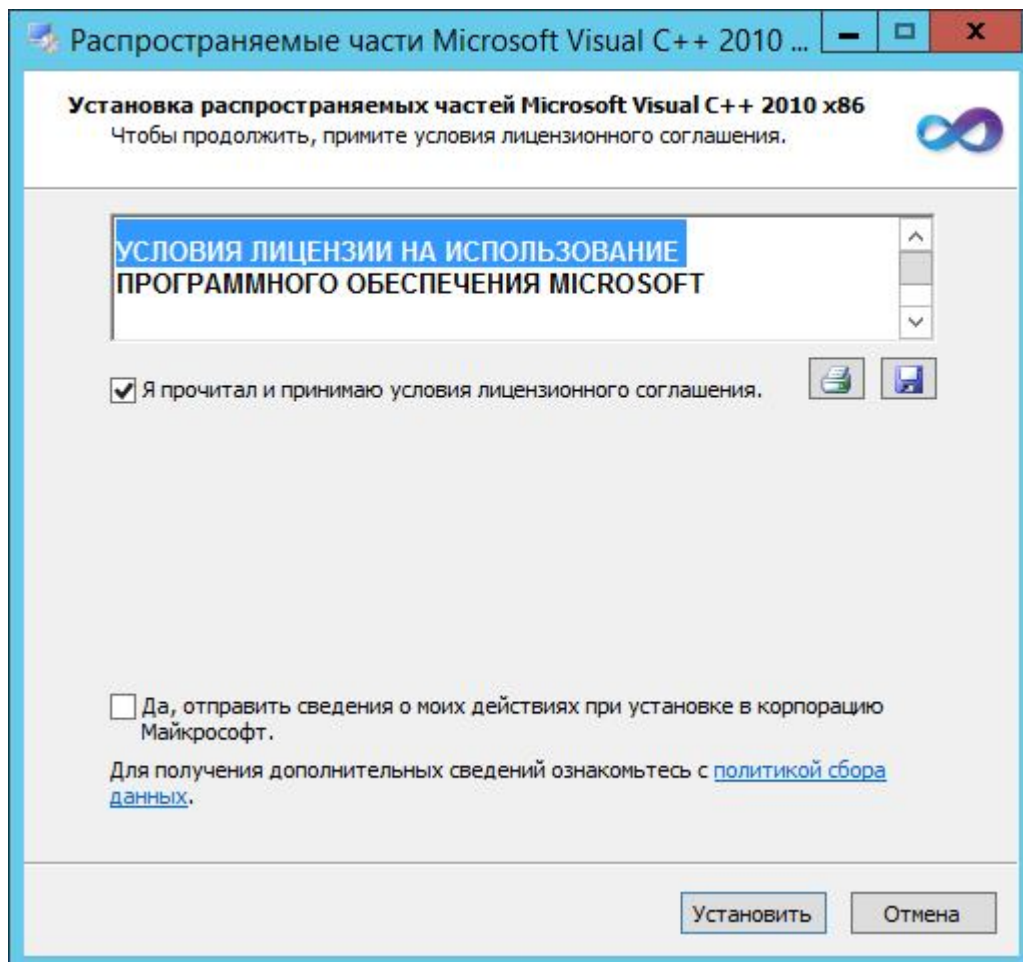 Распространяемые части Microsoft Visual C++ 2010 ...
Установка распространяемых частей Microsoft Visual C++ 2010 x86
Чтобы продолжить, примите условия лицензионного соглашения.
УСЛОВИЯ ЛИЦЕНЗИИ НА ИСПОЛЬЗОВАНИЕ
ПРОГРАММНОГО ОБЕСПЕЧЕНИЯ MICROSOFT
Я прочитал и принимаю условия лицензионного соглашения.
Да, отправить сведения о моих действиях при установке в корпорацию
Майкрософт.
Для получения дополнительных сведений ознакомьтесь с политикой сбора
данных.
Установить Отмена